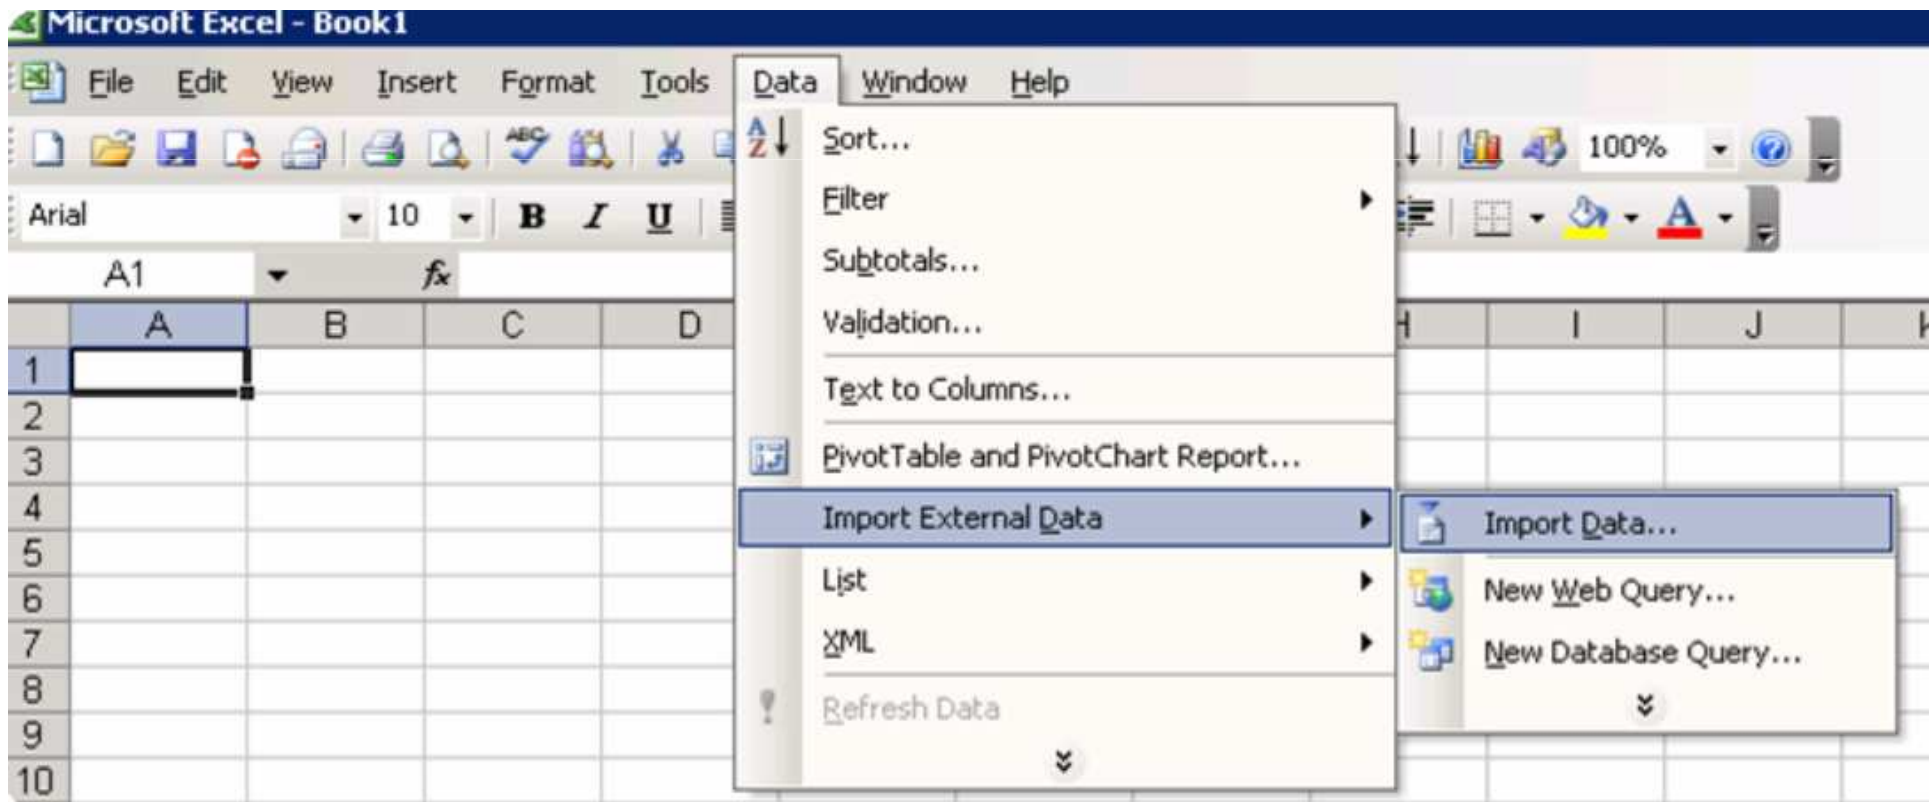 Microsoft Excel - Book1
File Edit View Insert Format Tools Data Window Help
ABC 100%
Arial 10 B I U A
A1 fx
A B C D H I J K
1
2
3
4
5
6
7
8
9
10
A
Z
Sort...
Filter
Subtotals...
Validation...
Text to Columns...
PivotTable and PivotChart Report...
Import External Data
List
XML
Refresh Data
Import Data...
New Web Query...
New Database Query...